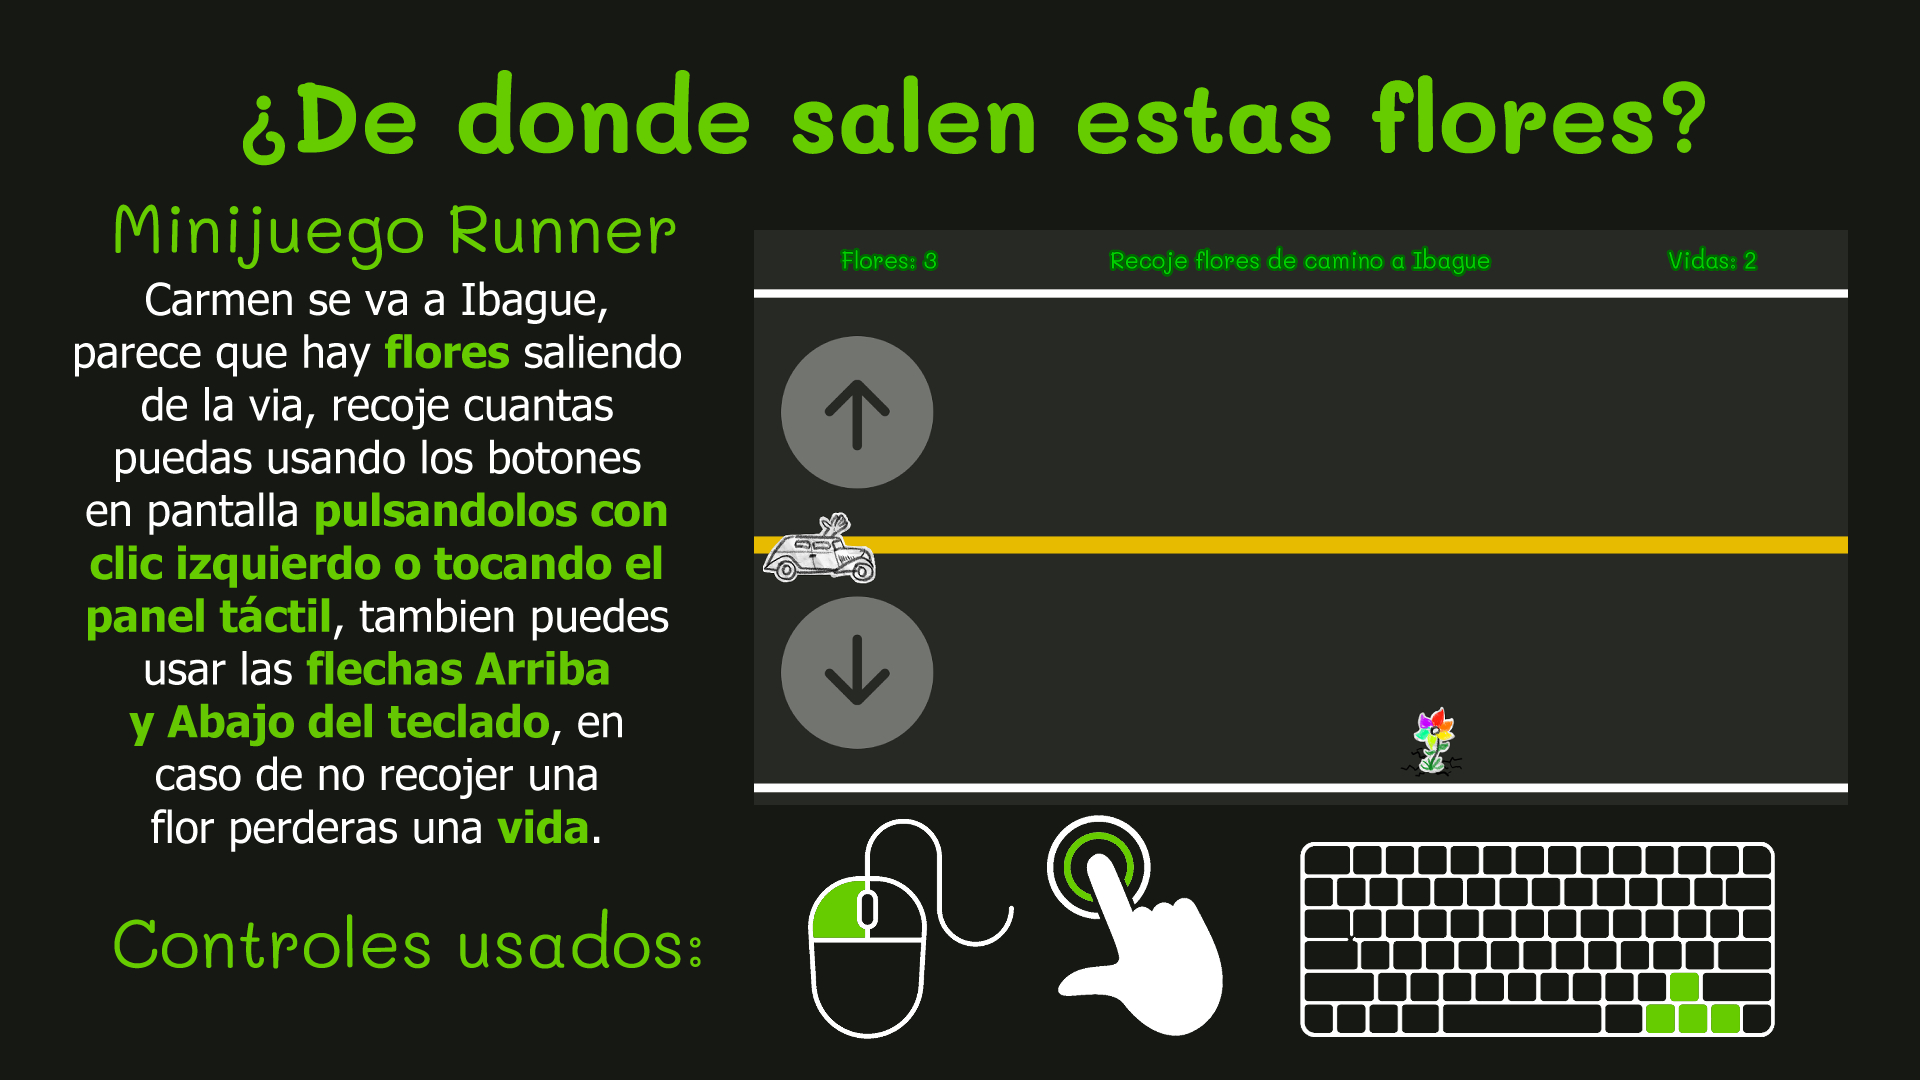 ¿De donde salen estas flores?
Minijuego Runner
Carmen se va a Ibague,
parece que hay flores saliendo
de la via, recoje cuantas
puedas usando los botones
en pantalla pulsandolos con
clic izquierdo o tocando el
panel táctil, tambien puedes
usar las flechas Arriba
y Abajo del teclado, en
caso de no recojer una
flor perderas una vida.
Flores: 3
Recoje flores de camino a Ibague
Vidas: 2
Controles usados: